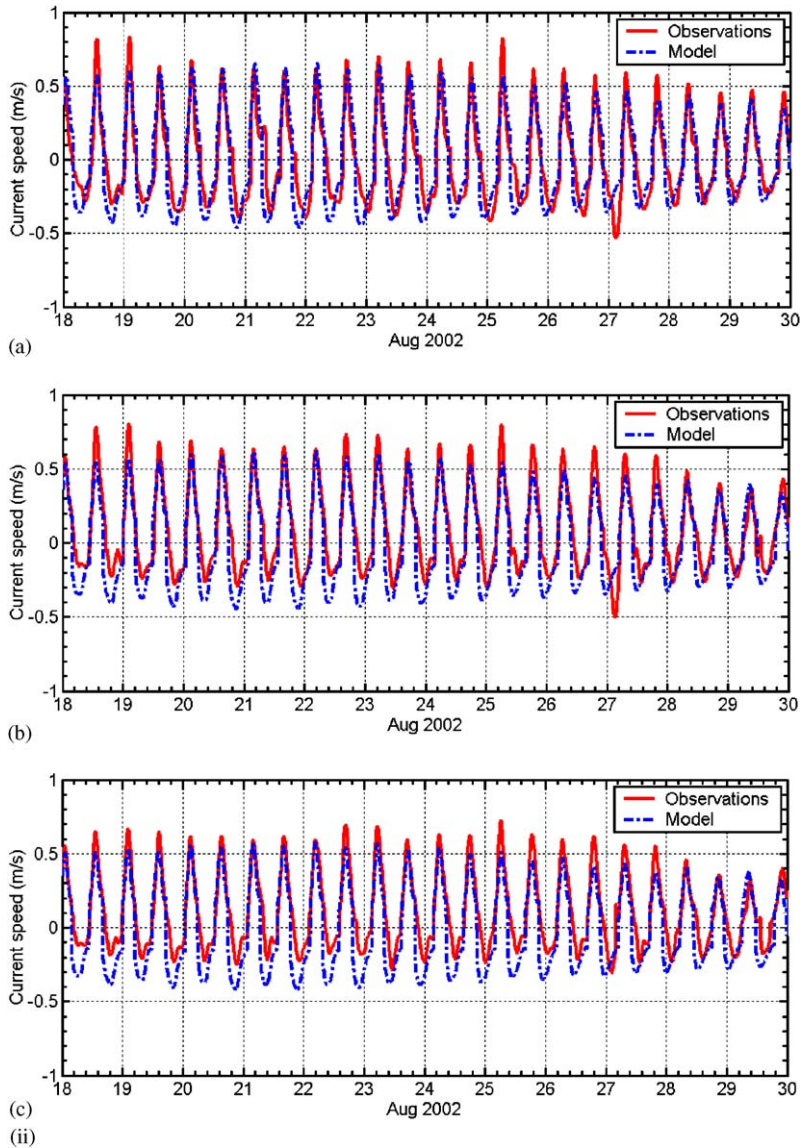 1
0.5
0
-0.5
-1
Current speed (m/s)
Observations
Model
18 19 20 21 22 23 24 25 26 27 28 29 30
Aug 2002
(a)
1
0.5
0
-0.5
-1
Current speed (m/s)
Observations
Model
18 19 20 21 22 23 24 25 26 27 28 29 30
Aug 2002
(b)
1
0.5
0
-0.5
-1
Current speed (m/s)
Observations
Model
18 19 20 21 22 23 24 25 26 27 28 29 30
Aug 2002
(c)
(ii)